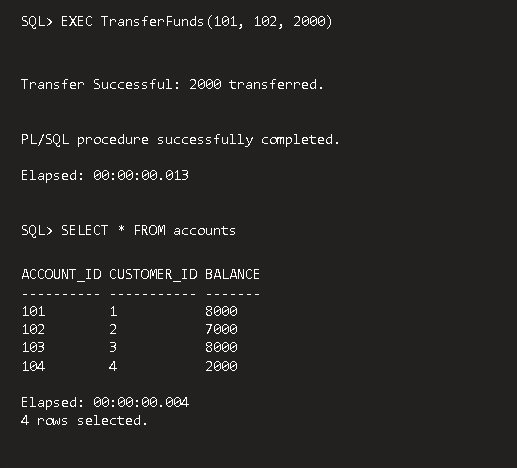 SQL> EXEC TransferFunds(101, 102, 2000)
Transfer Successful: 2000 transferred.
PL/SQL procedure successfully completed.
Elapsed: 00:00:00.013
SQL> SELECT * FROM accounts
ACCOUNT_ID CUSTOMER_ID BALANCE
---------- ----------- -------
101        1           8000
102        2           7000
103        3           8000
104        4           2000
Elapsed: 00:00:00.004
4 rows selected.